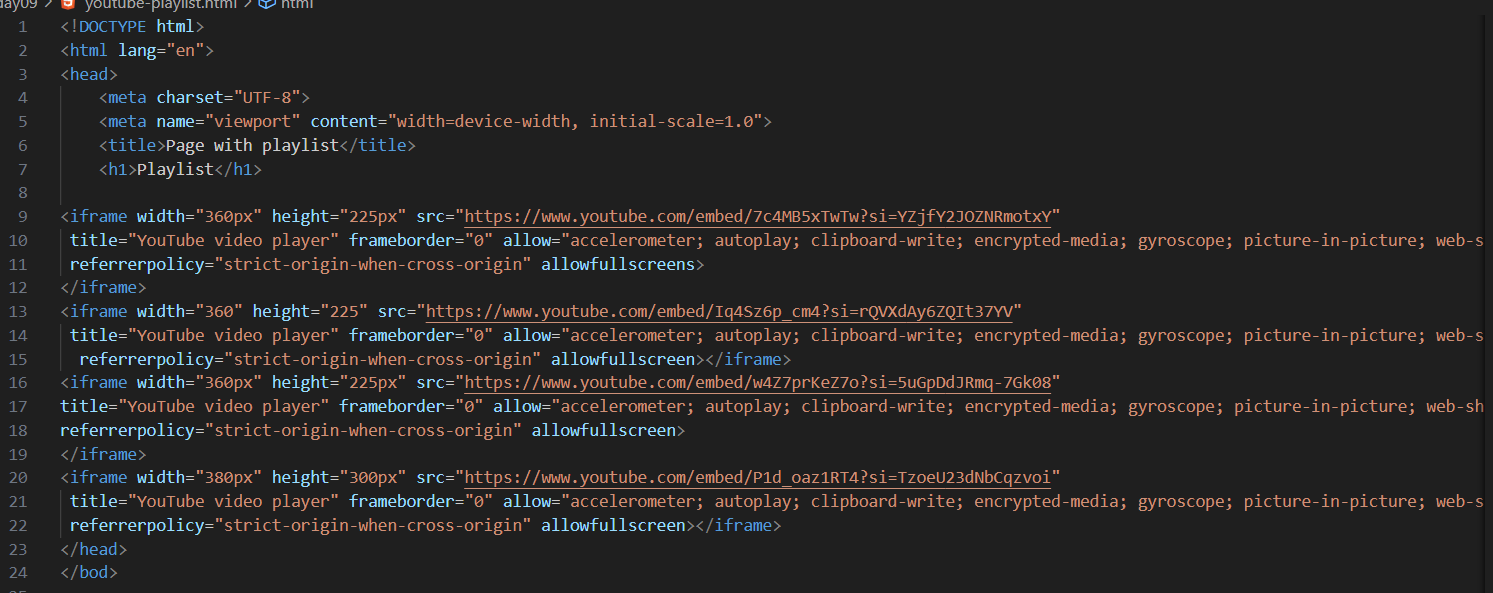 day09 > youtube-playlist.html > html
1 <!DOCTYPE html>
2 <html lang="en">
3 <head>
4 <meta charset="UTF-8">
5 <meta name="viewport" content="width=device-width, initial-scale=1.0">
6 <title>Page with playlist</title>
7 <h1>Playlist</h1>
8
9 <iframe width="360px" height="225px" src="https://www.youtube.com/embed/7c4MB5xTwTw?si=YZjfY2JOZNRmotxY"
10 title="YouTube video player" frameborder="0" allow="accelerometer; autoplay; clipboard-write; encrypted-media; gyroscope; picture-in-picture; web-s
11 referrerpolicy="strict-origin-when-cross-origin" allowfullscreens>
12 </iframe>
13 <iframe width="360" height="225" src="https://www.youtube.com/embed/Iq4Sz6p_cm4?si=rQVXdAy6ZQIt37YV"
14 title="YouTube video player" frameborder="0" allow="accelerometer; autoplay; clipboard-write; encrypted-media; gyroscope; picture-in-picture; web-s
15 referrerpolicy="strict-origin-when-cross-origin" allowfullscreen></iframe>
16 <iframe width="360px" height="225px" src="https://www.youtube.com/embed/w4Z7prKeZ7o?si=5uGpDdJRmq-7Gk08"
17 title="YouTube video player" frameborder="0" allow="accelerometer; autoplay; clipboard-write; encrypted-media; gyroscope; picture-in-picture; web-sh
18 referrerpolicy="strict-origin-when-cross-origin" allowfullscreen>
19 </iframe>
20 <iframe width="380px" height="300px" src="https://www.youtube.com/embed/P1d_oaz1RT4?si=TzoeU23dNbCqzvoi"
21 title="YouTube video player" frameborder="0" allow="accelerometer; autoplay; clipboard-write; encrypted-media; gyroscope; picture-in-picture; web-s
22 referrerpolicy="strict-origin-when-cross-origin" allowfullscreen></iframe>
23 </head>
24 </bod>